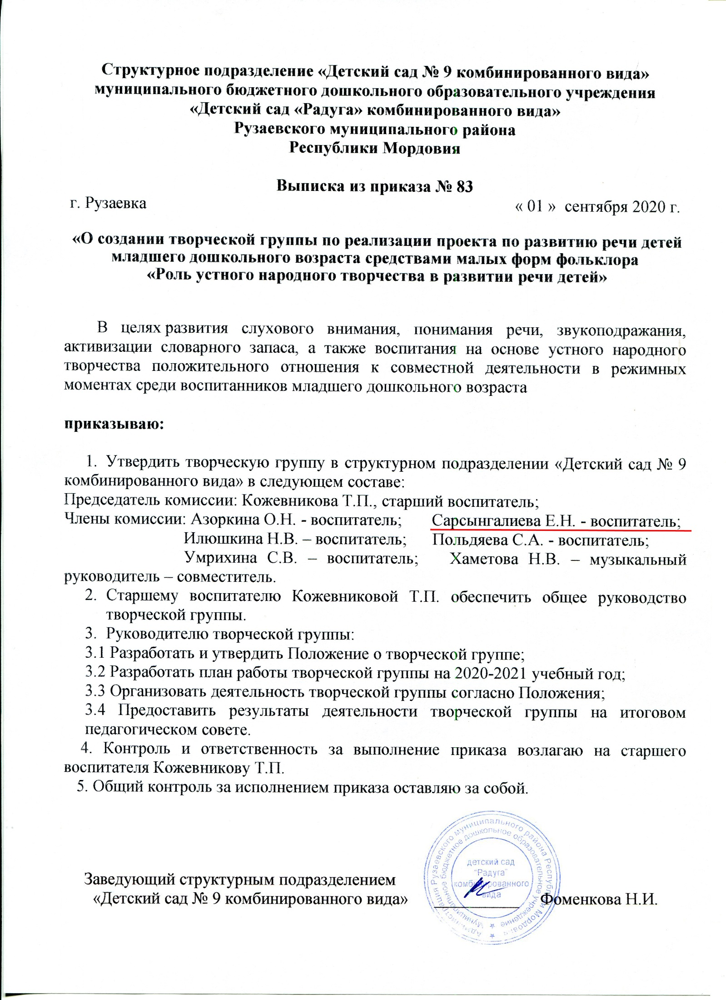 Структурное подразделение «Детский сад № 9 комбинированного вида»
муниципального бюджетного дошкольного образовательного учреждения
«Детский сад «Радуга» комбинированного вида»
Рузаевского муниципального района
Республики Мордовия
Выписка из приказа № 83
г. Рузаевка « 01 » сентября 2020 г.
«О создании творческой группы по реализации проекта по развитию речи детей
младшего дошкольного возраста средствами малых форм фольклора
«Роль устного народного творчества в развитии речи детей»
В целях развития слухового внимания, понимания речи, звукоподражания,
активизации словарного запаса, а также воспитания на основе устного народного
творчества положительного отношения к совместной деятельности в режимных
моментах среди воспитанников младшего дошкольного возраста
приказываю:
1. Утвердить творческую группу в структурном подразделении «Детский сад № 9
комбинированного вида» в следующем составе:
Председатель комиссии: Кожевникова Т.П., старший воспитатель;
Члены комиссии: Азоркина О.Н. - воспитатель; Сарсынгалиева Е.Н. - воспитатель;
Илюшкина Н.В. – воспитатель; Польдяева С.А. - воспитатель;
Умрихина С.В. – воспитатель; Хаметова Н.В. – музыкальный
руководитель – совместитель.
2. Старшему воспитателю Кожевниковой Т.П. обеспечить общее руководство
творческой группы.
3. Руководителю творческой группы:
3.1 Разработать и утвердить Положение о творческой группе;
3.2 Разработать план работы творческой группы на 2020-2021 учебный год;
3.3 Организовать деятельность творческой группы согласно Положения;
3.4 Предоставить результаты деятельности творческой группы на итоговом
педагогическом совете.
4. Контроль и ответственность за выполнение приказа возлагаю на старшего
воспитателя Кожевникову Т.П.
5. Общий контроль за исполнением приказа оставляю за собой.
Заведующий структурным подразделением
«Детский сад № 9 комбинированного вида» Фоменкова Н.И.
Администрация Рузаевского муниципального района Республики Мордовия
Муниципальное бюджетное дошкольное образовательное учреждение
детский сад
"Радуга"
комбинированного
вида